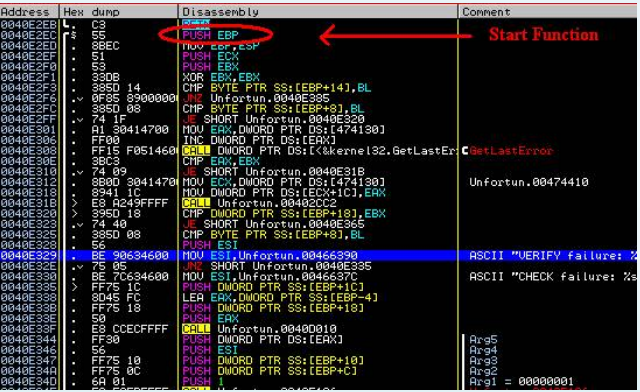 Address Hex dump Disassembly Comment
0040E2EB C3 RETN
0040E2EC 55 PUSH EBP Start Function
0040E2ED 8BEC MOV EBP,ESP
0040E2EF 51 PUSH ECX
0040E2F0 53 PUSH EBX
0040E2F1 33DB XOR EBX,EBX
0040E2F3 385D 14 CMP BYTE PTR SS:[EBP+14],BL
0040E2F6 0F85 89000000 JNZ Unfortun.0040E385
0040E2FC 385D 08 CMP BYTE PTR SS:[EBP+8],BL
0040E2FF 74 1F JE SHORT Unfortun.0040E320
0040E301 A1 30414700 MOV EAX,DWORD PTR DS:[474130]
0040E306 FF00 INC DWORD PTR DS:[EAX]
0040E308 FF15 F0514600 CALL DWORD PTR DS:[<&kernel32.GetLastEr: GetLastError
0040E30E 3BC3 CMP EAX,EBX
0040E310 74 09 JE SHORT Unfortun.0040E31B
0040E312 8B0D 30414700 MOV ECX,DWORD PTR DS:[474130] Unfortun.00474410
0040E318 8941 1C MOV DWORD PTR DS:[ECX+1C],EAX
0040E31B E8 A249FFFF CALL Unfortun.00402CC2
0040E320 395D 18 CMP DWORD PTR SS:[EBP+18],EBX
0040E323 74 40 JE SHORT Unfortun.0040E365
0040E325 385D 08 CMP BYTE PTR SS:[EBP+8],BL
0040E328 56 PUSH ESI
0040E329 BE 90634600 MOV ESI,Unfortun.00466390 ASCII "VERIFY failure: %
0040E32E 75 05 JNZ SHORT Unfortun.0040E335
0040E330 BE 7C634600 MOV ESI,Unfortun.0046637C ASCII "CHECK failure: %s
0040E335 FF75 1C PUSH DWORD PTR SS:[EBP+1C]
0040E338 8D45 FC LEA EAX,DWORD PTR SS:[EBP-4]
0040E33B FF75 18 PUSH DWORD PTR SS:[EBP+18]
0040E33E 50 PUSH EAX
0040E33F E8 CCECFFFF CALL Unfortun.0040D010
0040E344 FF30 PUSH DWORD PTR DS:[EAX] Arg5
0040E346 56 PUSH ESI Arg4
0040E347 FF75 10 PUSH DWORD PTR SS:[EBP+10] Arg3
0040E34A FF75 0C PUSH DWORD PTR SS:[EBP+C] Arg2
0040E34D 6A 01 PUSH 1 Arg1 = 00000001